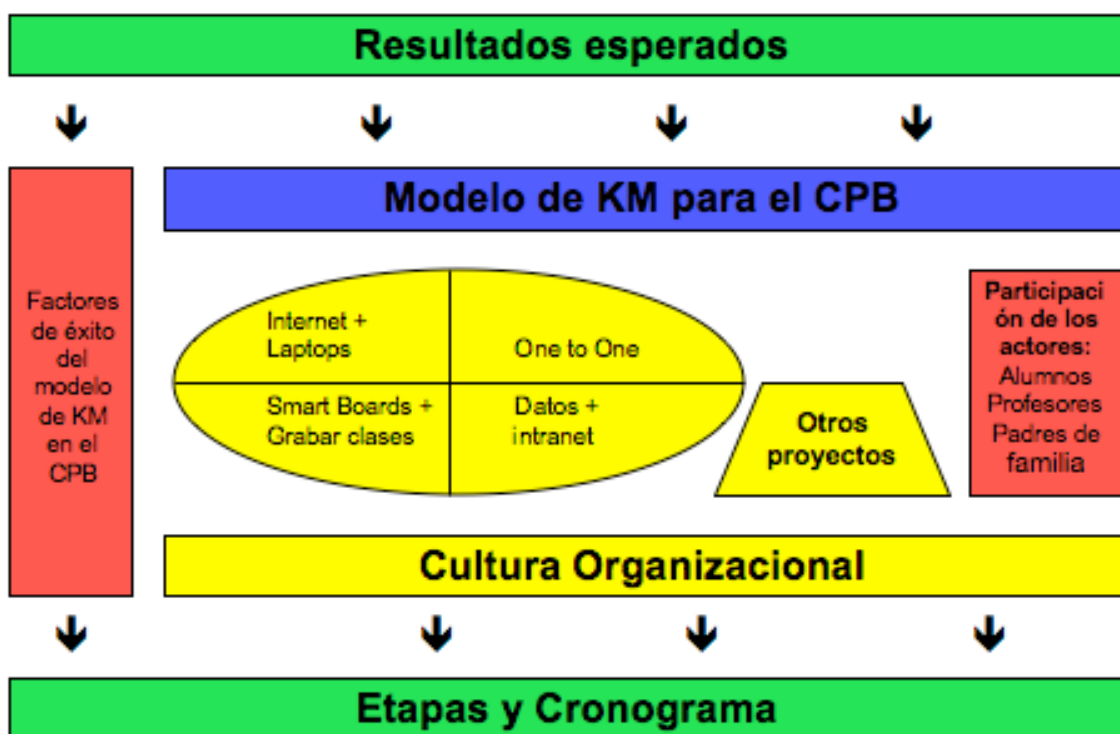 Resultados esperados
Modelo de KM para el CPB
Factores
de éxito
del
modelo
de KM
en el
CPB
Internet +
Laptops
One to One
Smart Boards +
Grabar clases
Datos +
intranet
Otros
proyectos
Participaci
ón de los
actores:
Alumnos
Profesores
Padres de
familia
Cultura Organizacional
Etapas y Cronograma